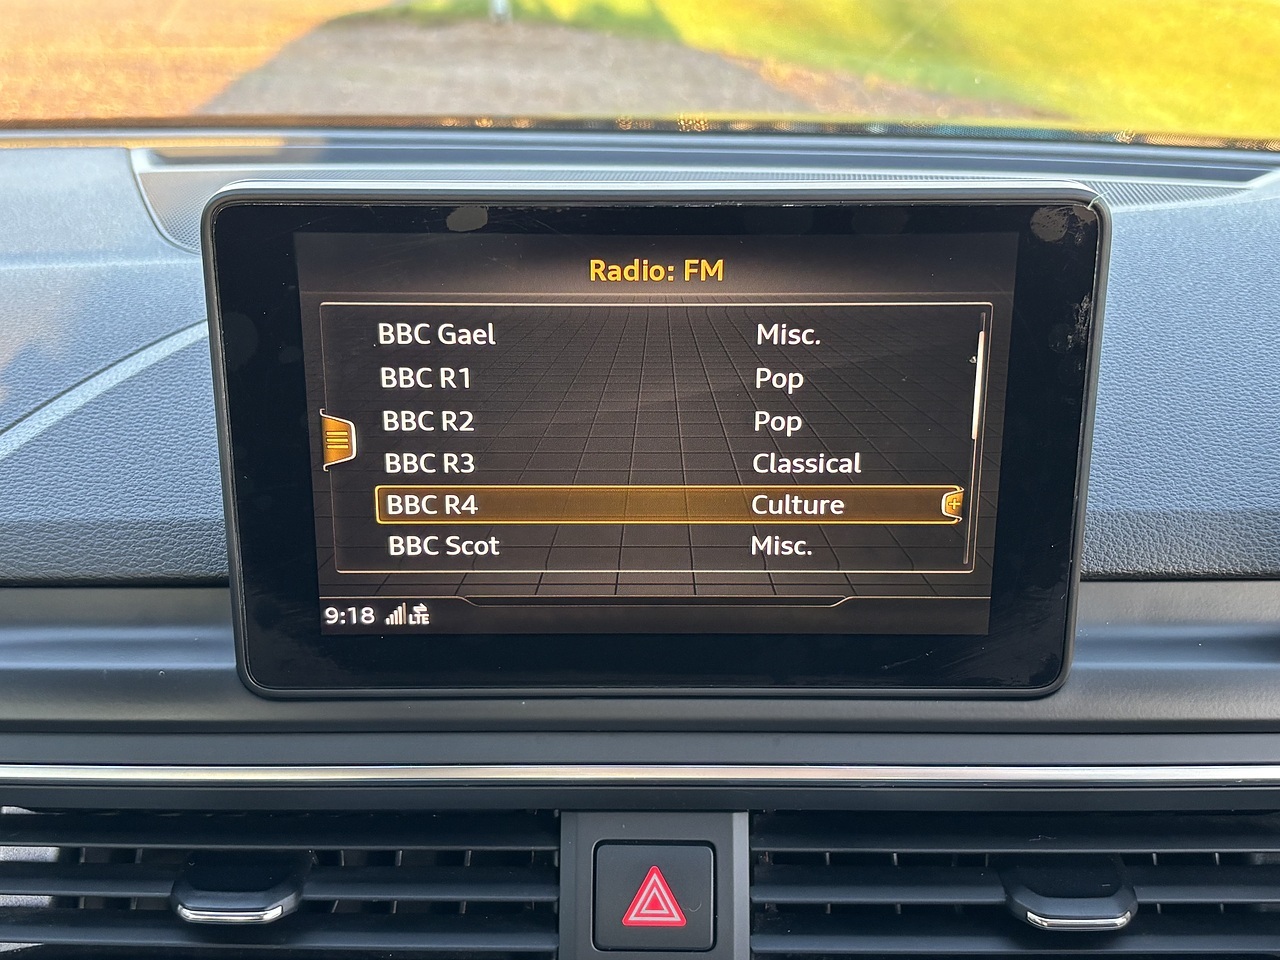 Radio: FM
BBC Gael Misc.
BBC R1 Pop
BBC R2 Pop
BBC R3 Classical
BBC R4 Culture
BBC Scot Misc.
9:18 LTE